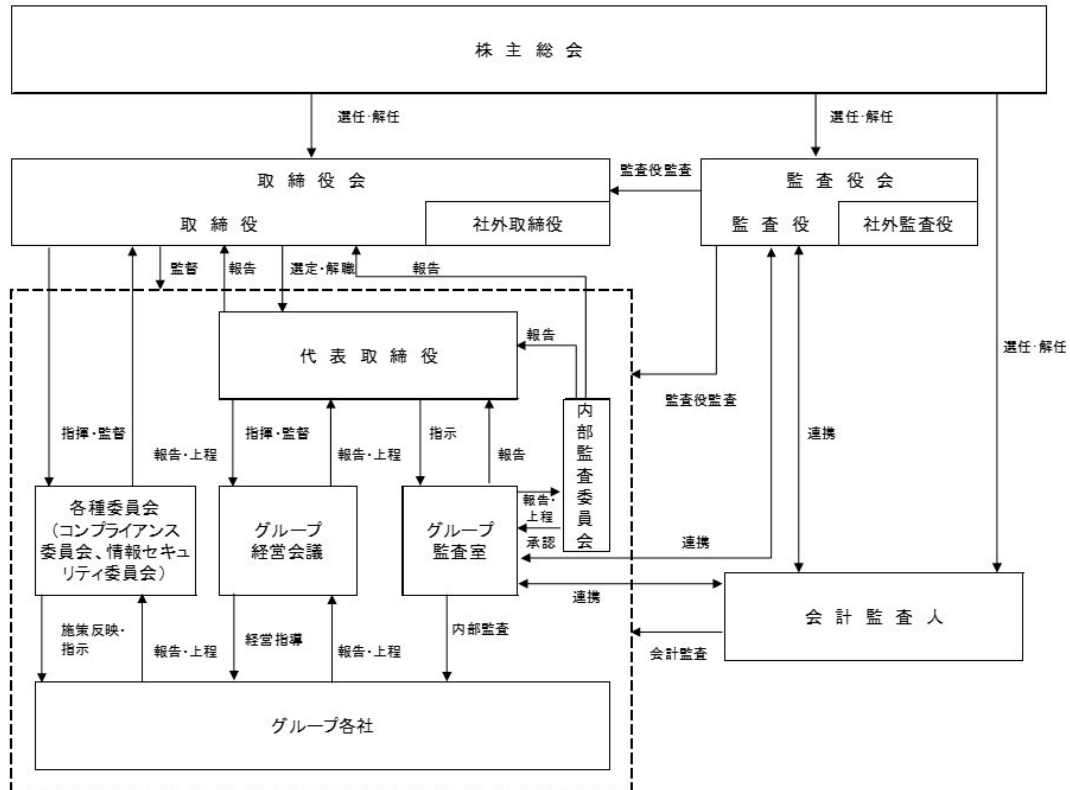 株主総会
選任・解任
選任・解任
取締役会
監査役監査
監査役会
取締役
社外取締役
監査役
社外監査役
監督
報告
選定・解職
報告
代表取締役
報告
選任・解任
監査役監査
内部監査委員会
指揮・監督
指揮・監督
指示
連携
報告・上程
報告・上程
報告
各種委員会
（コンプライアンス
委員会、情報セキュ
リティ委員会）
グループ
経営会議
グループ
監査室
報告・
上程
承認
連携
連携
会計監査人
施策反映・
指示
報告・上程
経営指導
報告・上程
内部監査
会計監査
グループ各社